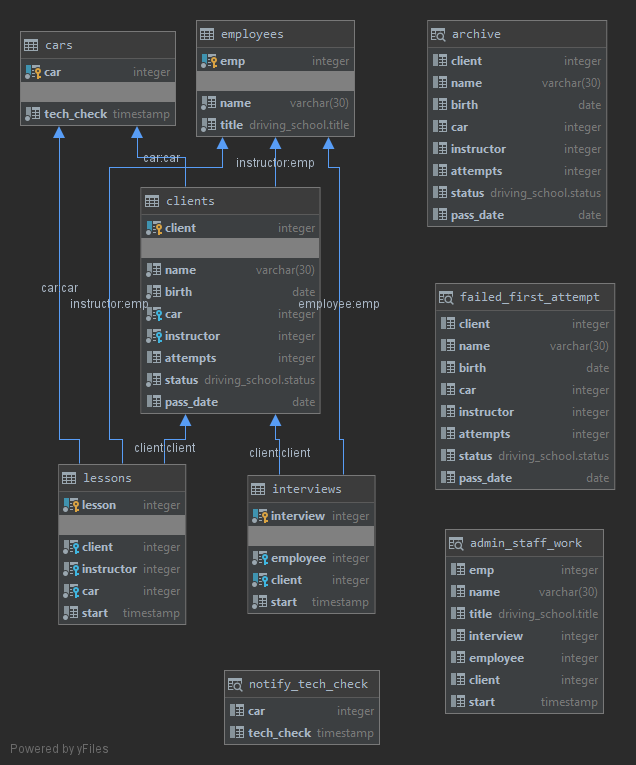 cars
car integer
tech_check timestamp
employees
emp integer
name varchar(30)
title driving_school.title
archive
client integer
name varchar(30)
birth date
car integer
instructor integer
attempts integer
status driving_school.status
pass_date date
car:car
instructor:emp
clients
client integer
name varchar(30)
birth date
car integer
instructor integer
attempts integer
status driving_school.status
pass_date date
car:car
instructor:emp
employee:emp
failed_first_attempt
client integer
name varchar(30)
birth date
car integer
instructor integer
attempts integer
status driving_school.status
pass_date date
client:client
client:client
lessons
lesson integer
client integer
instructor integer
car integer
start timestamp
interviews
interview integer
employee integer
client integer
start timestamp
admin_staff_work
emp integer
name varchar(30)
title driving_school.title
interview integer
employee integer
client integer
start timestamp
notify_tech_check
car integer
tech_check timestamp
Powered by yFiles